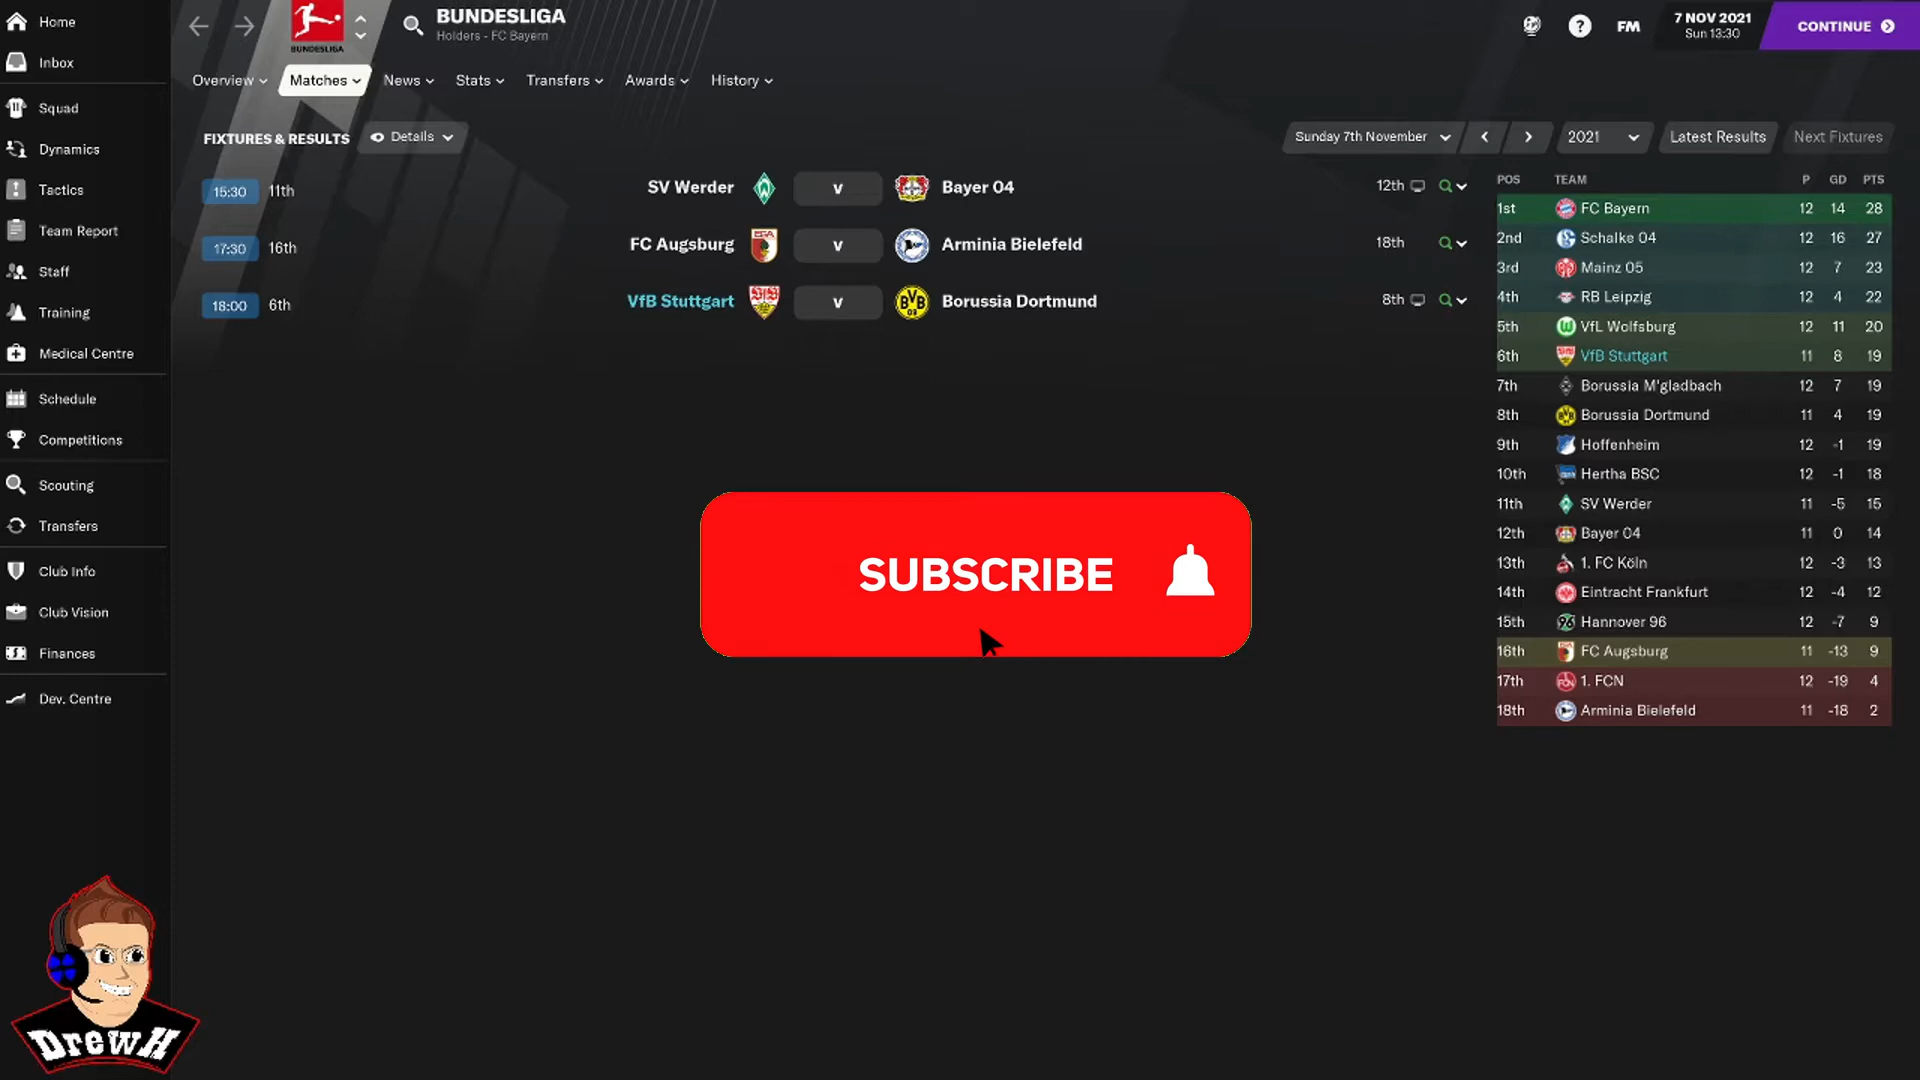 Home
Inbox
Squad
Dynamics
Tactics
Team Report
Staff
Training
Medical Centre
Schedule
Competitions
Scouting
Transfers
Club Info
Club Vision
Finances
Dev. Centre
DrewH
BUNDESLIGA
BUNDESLIGA
Holders - FC Bayern
? FM
7 NOV 2021
Sun 13:30
CONTINUE
Overview Matches News Stats Transfers Awards History
FIXTURES & RESULTS Details
Sunday 7th November 2021 Latest Results Next Fixtures
15:30 11th SV Werder v Bayer 04 12th
17:30 16th FC Augsburg v Arminia Bielefeld 18th
18:00 6th VfB Stuttgart v Borussia Dortmund 8th
SUBSCRIBE
POS TEAM P GD PTS
1st FC Bayern 12 14 28
2nd Schalke 04 12 16 27
3rd Mainz 05 12 7 23
4th RB Leipzig 12 4 22
5th VfL Wolfsburg 12 11 20
6th VfB Stuttgart 11 8 19
7th Borussia M'gladbach 12 7 19
8th Borussia Dortmund 11 4 19
9th Hoffenheim 12 -1 19
10th Hertha BSC 12 -1 18
11th SV Werder 11 -5 15
12th Bayer 04 11 0 14
13th 1. FC Köln 12 -3 13
14th Eintracht Frankfurt 12 -4 12
15th Hannover 96 12 -7 9
16th FC Augsburg 11 -13 9
17th 1. FCN 12 -19 4
18th Arminia Bielefeld 11 -18 2